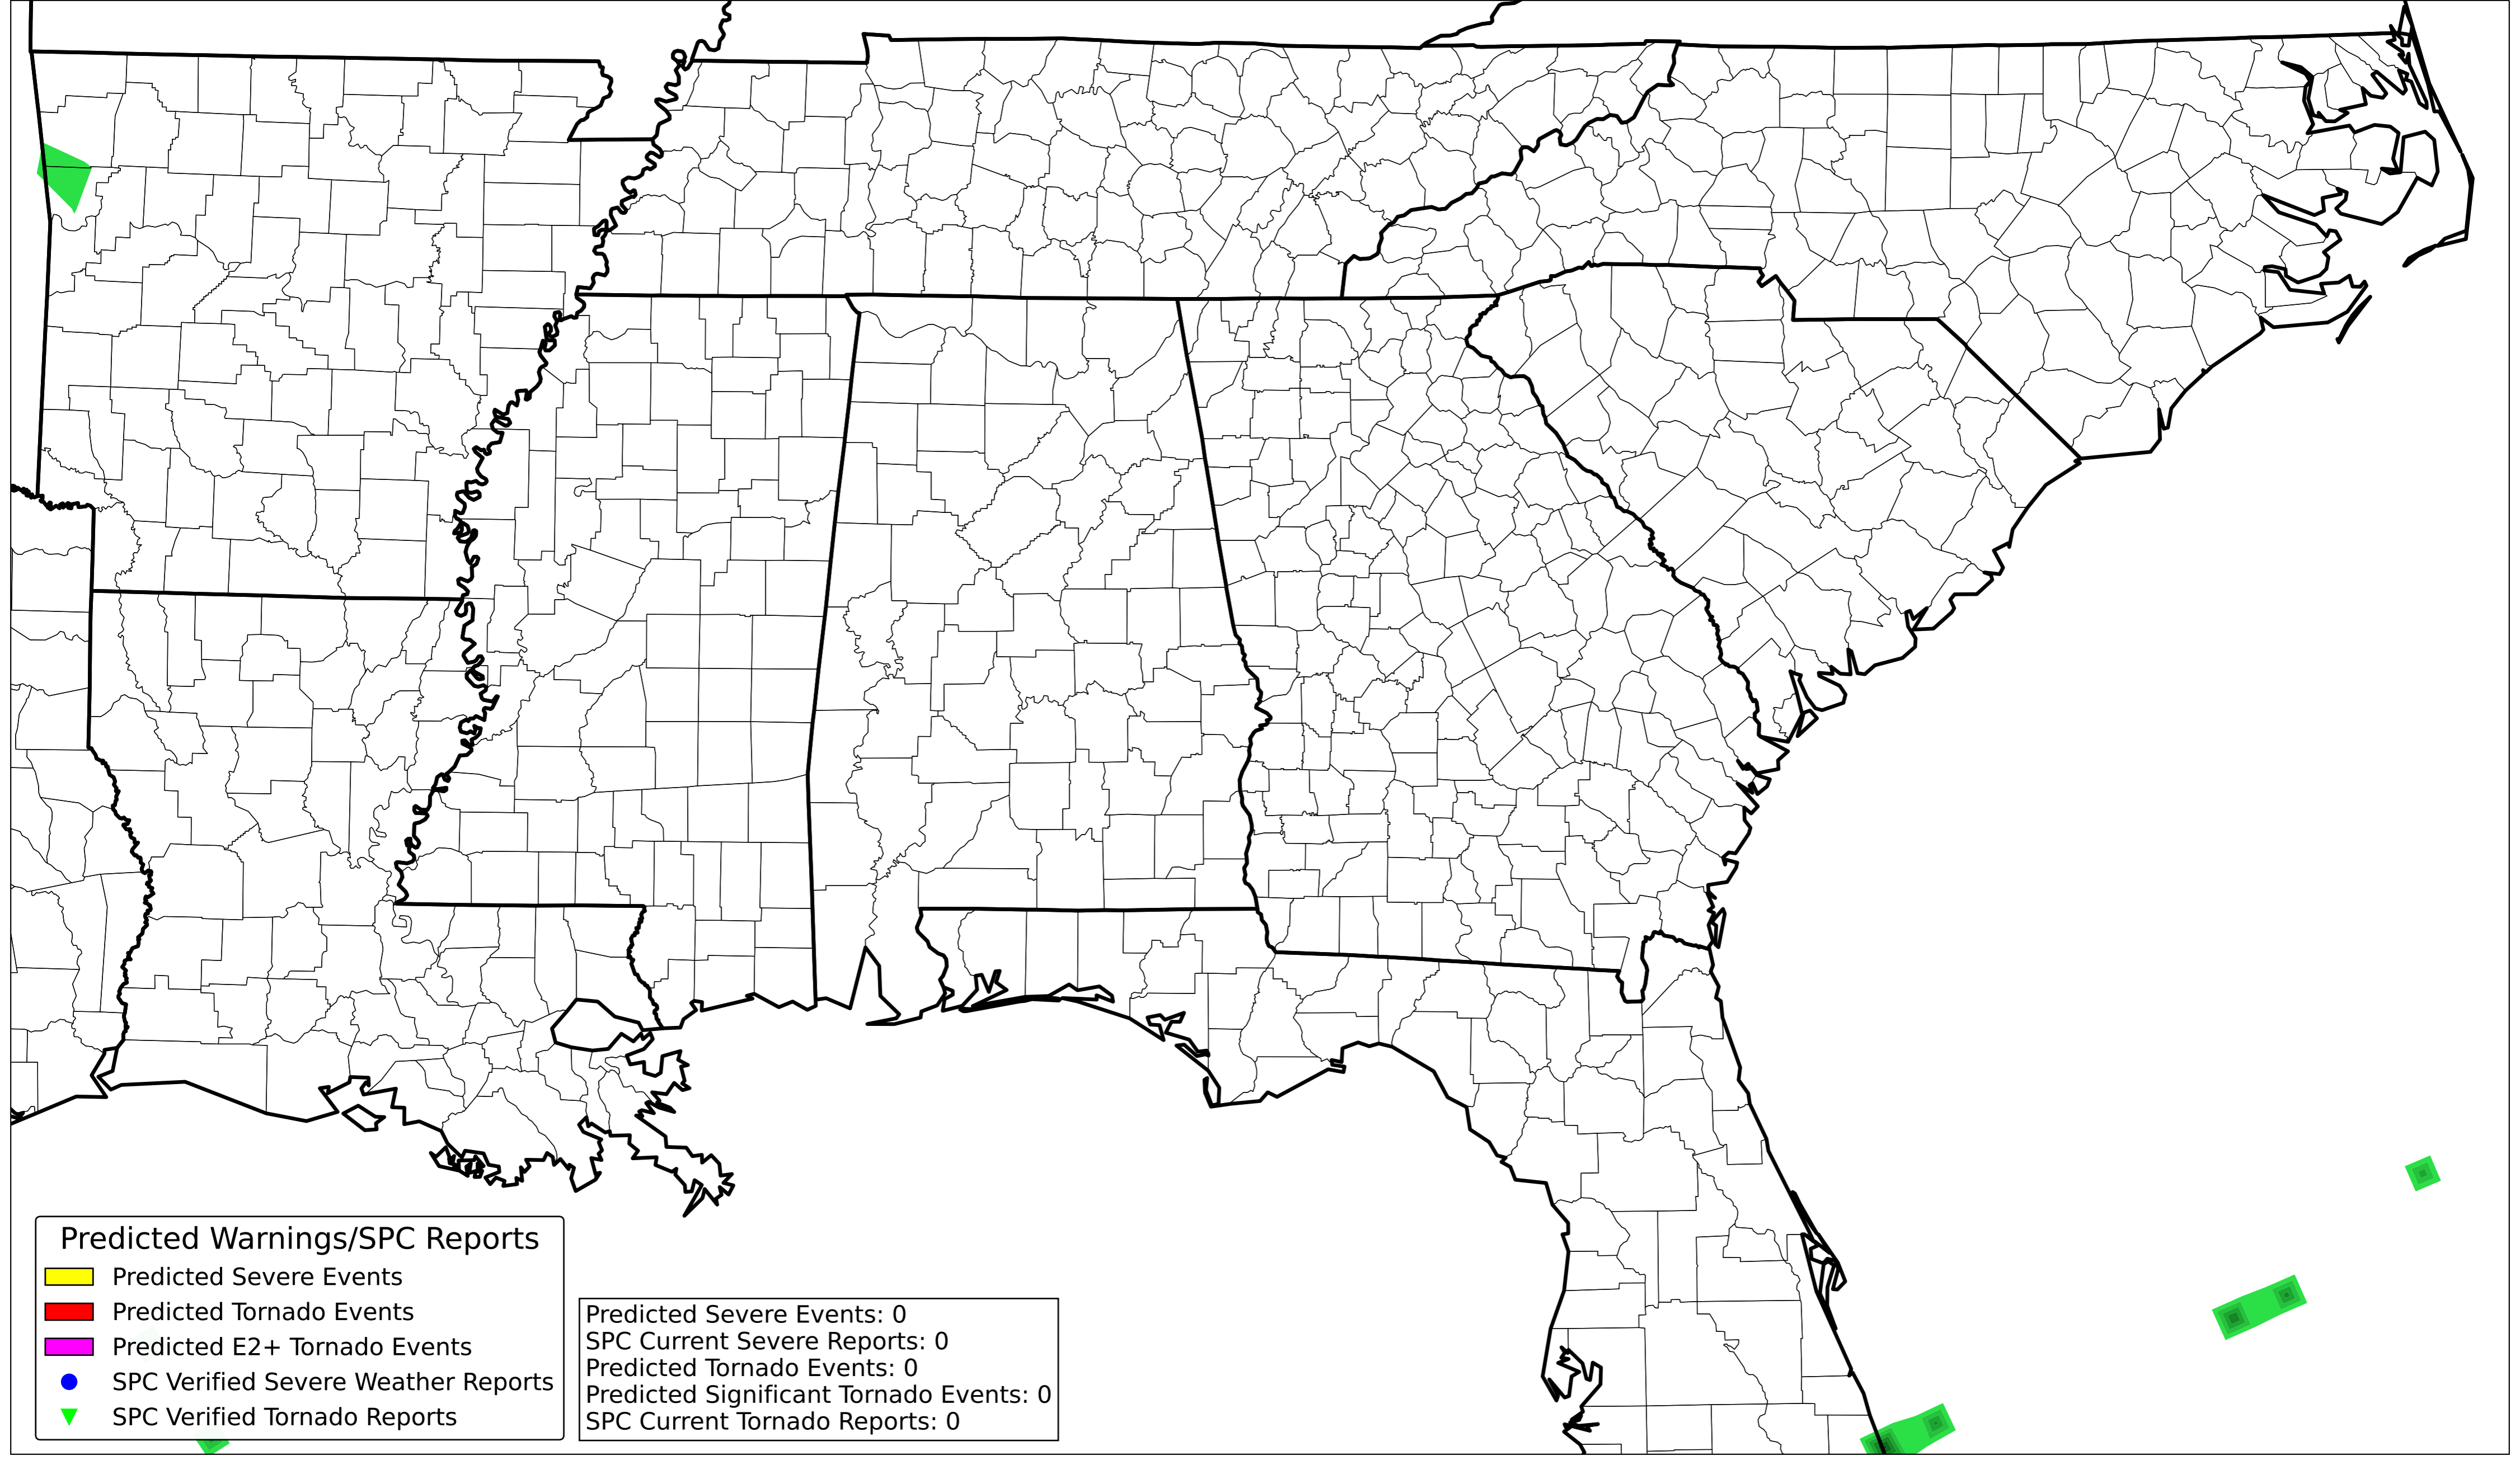 Predicted Warnings/SPC Reports
Predicted Severe Events
Predicted Tornado Events
Predicted E2+ Tornado Events
SPC Verified Severe Weather Reports
SPC Verified Tornado Reports
Predicted Severe Events: 0
SPC Current Severe Reports: 0
Predicted Tornado Events: 0
Predicted Significant Tornado Events: 0
SPC Current Tornado Reports: 0